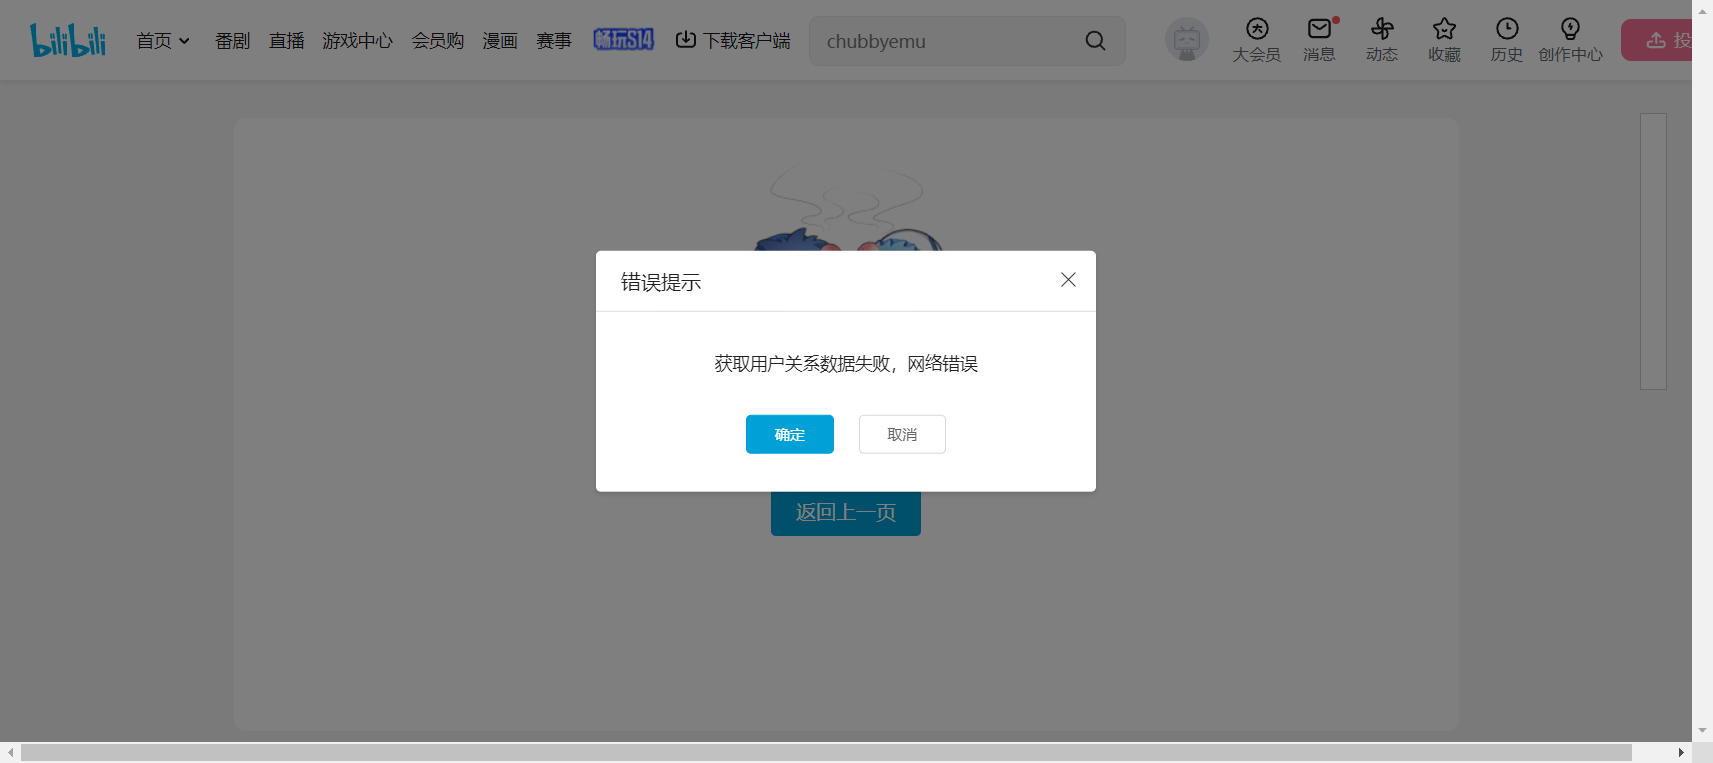 bilibili 首页 番剧 直播 游戏中心 会员购 漫画 赛事 畅玩S14 下载客户端 chubbyemu 大会员 消息 动态 收藏 历史 创作中心 投
错误提示
获取用户关系数据失败，网络错误
确定 取消
返回上一页